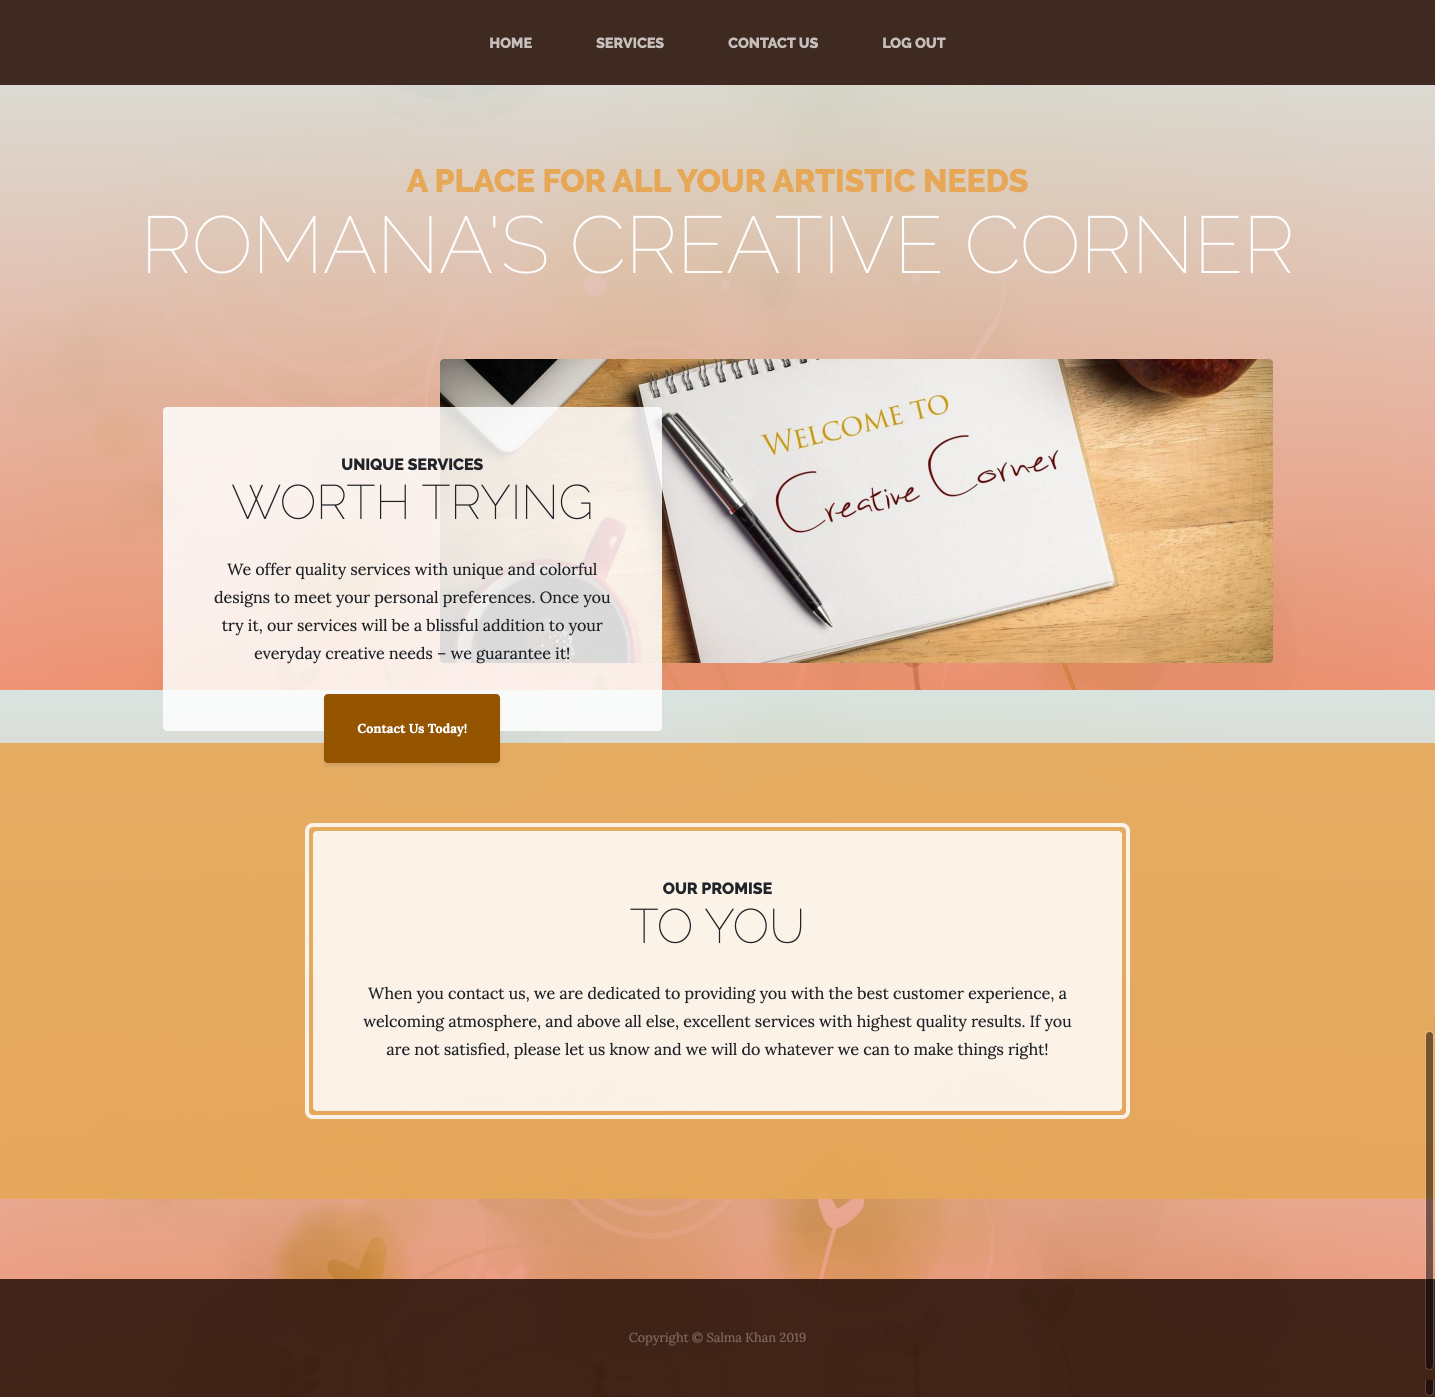 HOME
SERVICES
CONTACT US
LOG OUT
A PLACE FOR ALL YOUR ARTISTIC NEEDS
ROMANA'S CREATIVE CORNER
WELCOME TO
Creative Corner
UNIQUE SERVICES
WORTH TRYING
We offer quality services with unique and colorful
designs to meet your personal preferences. Once you
try it, our services will be a blissful addition to your
everyday creative needs – we guarantee it!
Contact Us Today!
OUR PROMISE
TO YOU
When you contact us, we are dedicated to providing you with the best customer experience, a
welcoming atmosphere, and above all else, excellent services with highest quality results. If you
are not satisfied, please let us know and we will do whatever we can to make things right!
Copyright © Salma Khan 2019